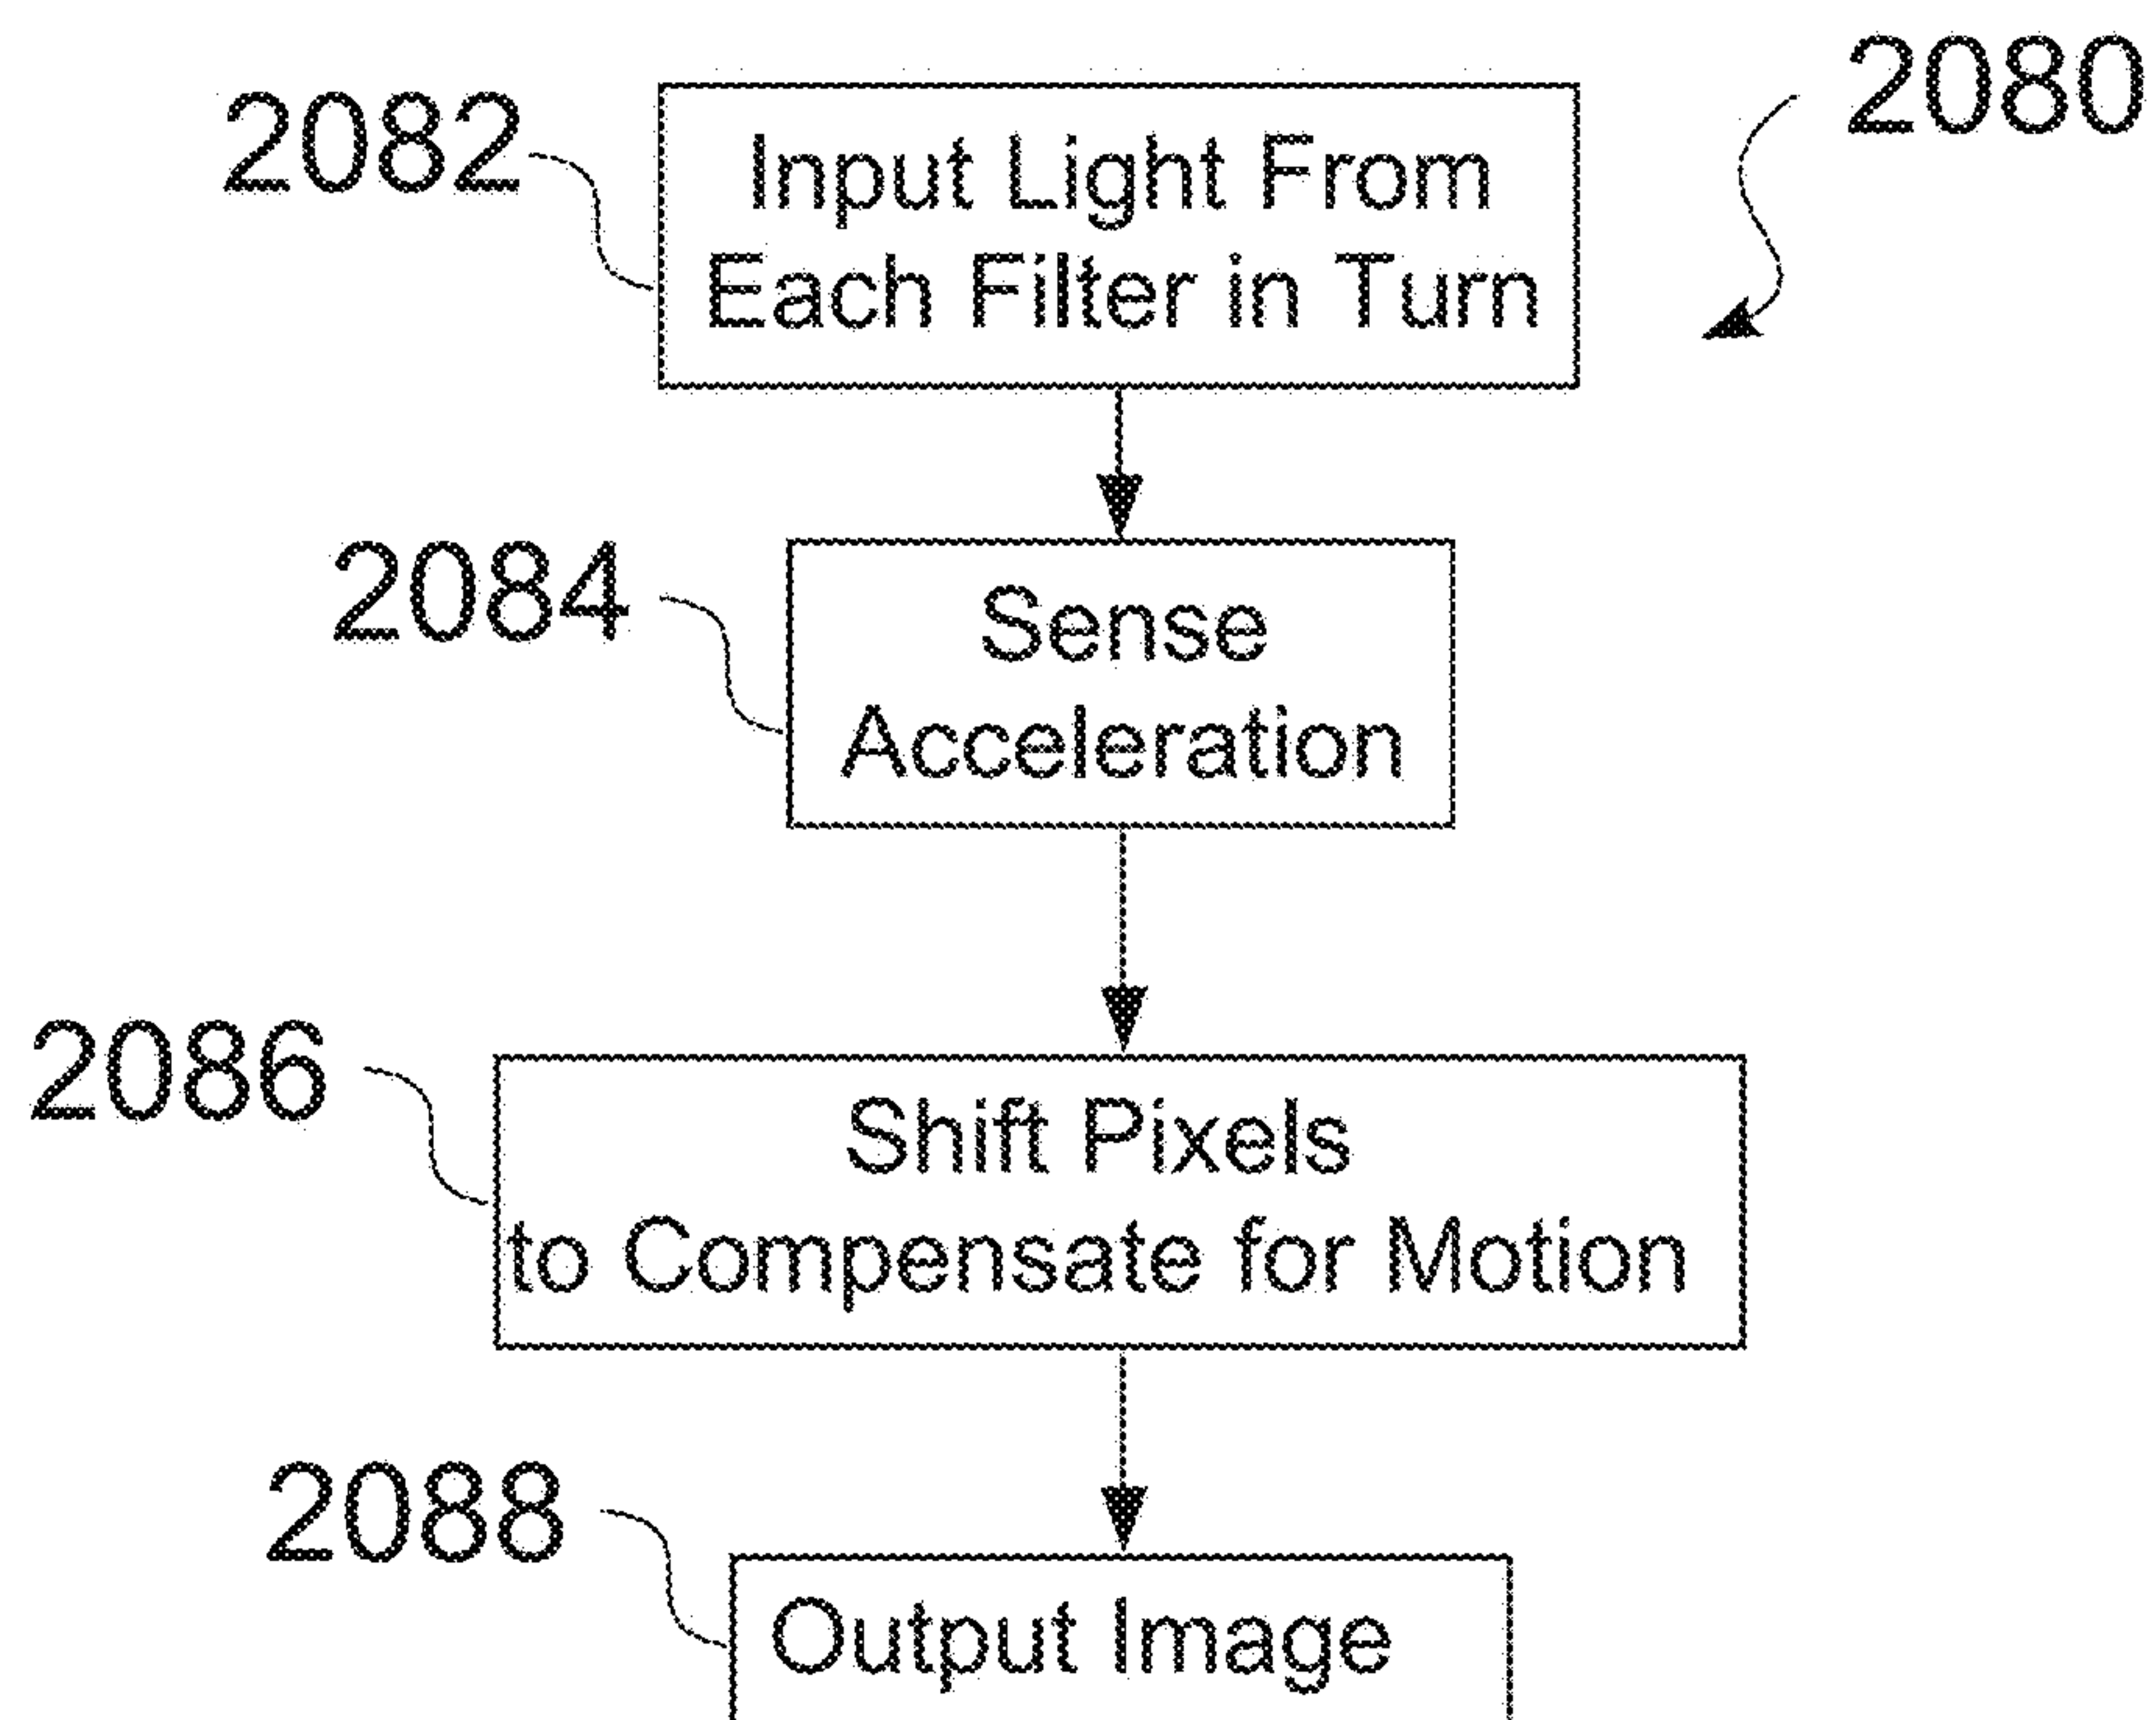 2080
2082
Input Light From
Each Filter in Turn
2084
Sense
Acceleration
2086
Shift Pixels
to Compensate for Motion
2088
Output Image